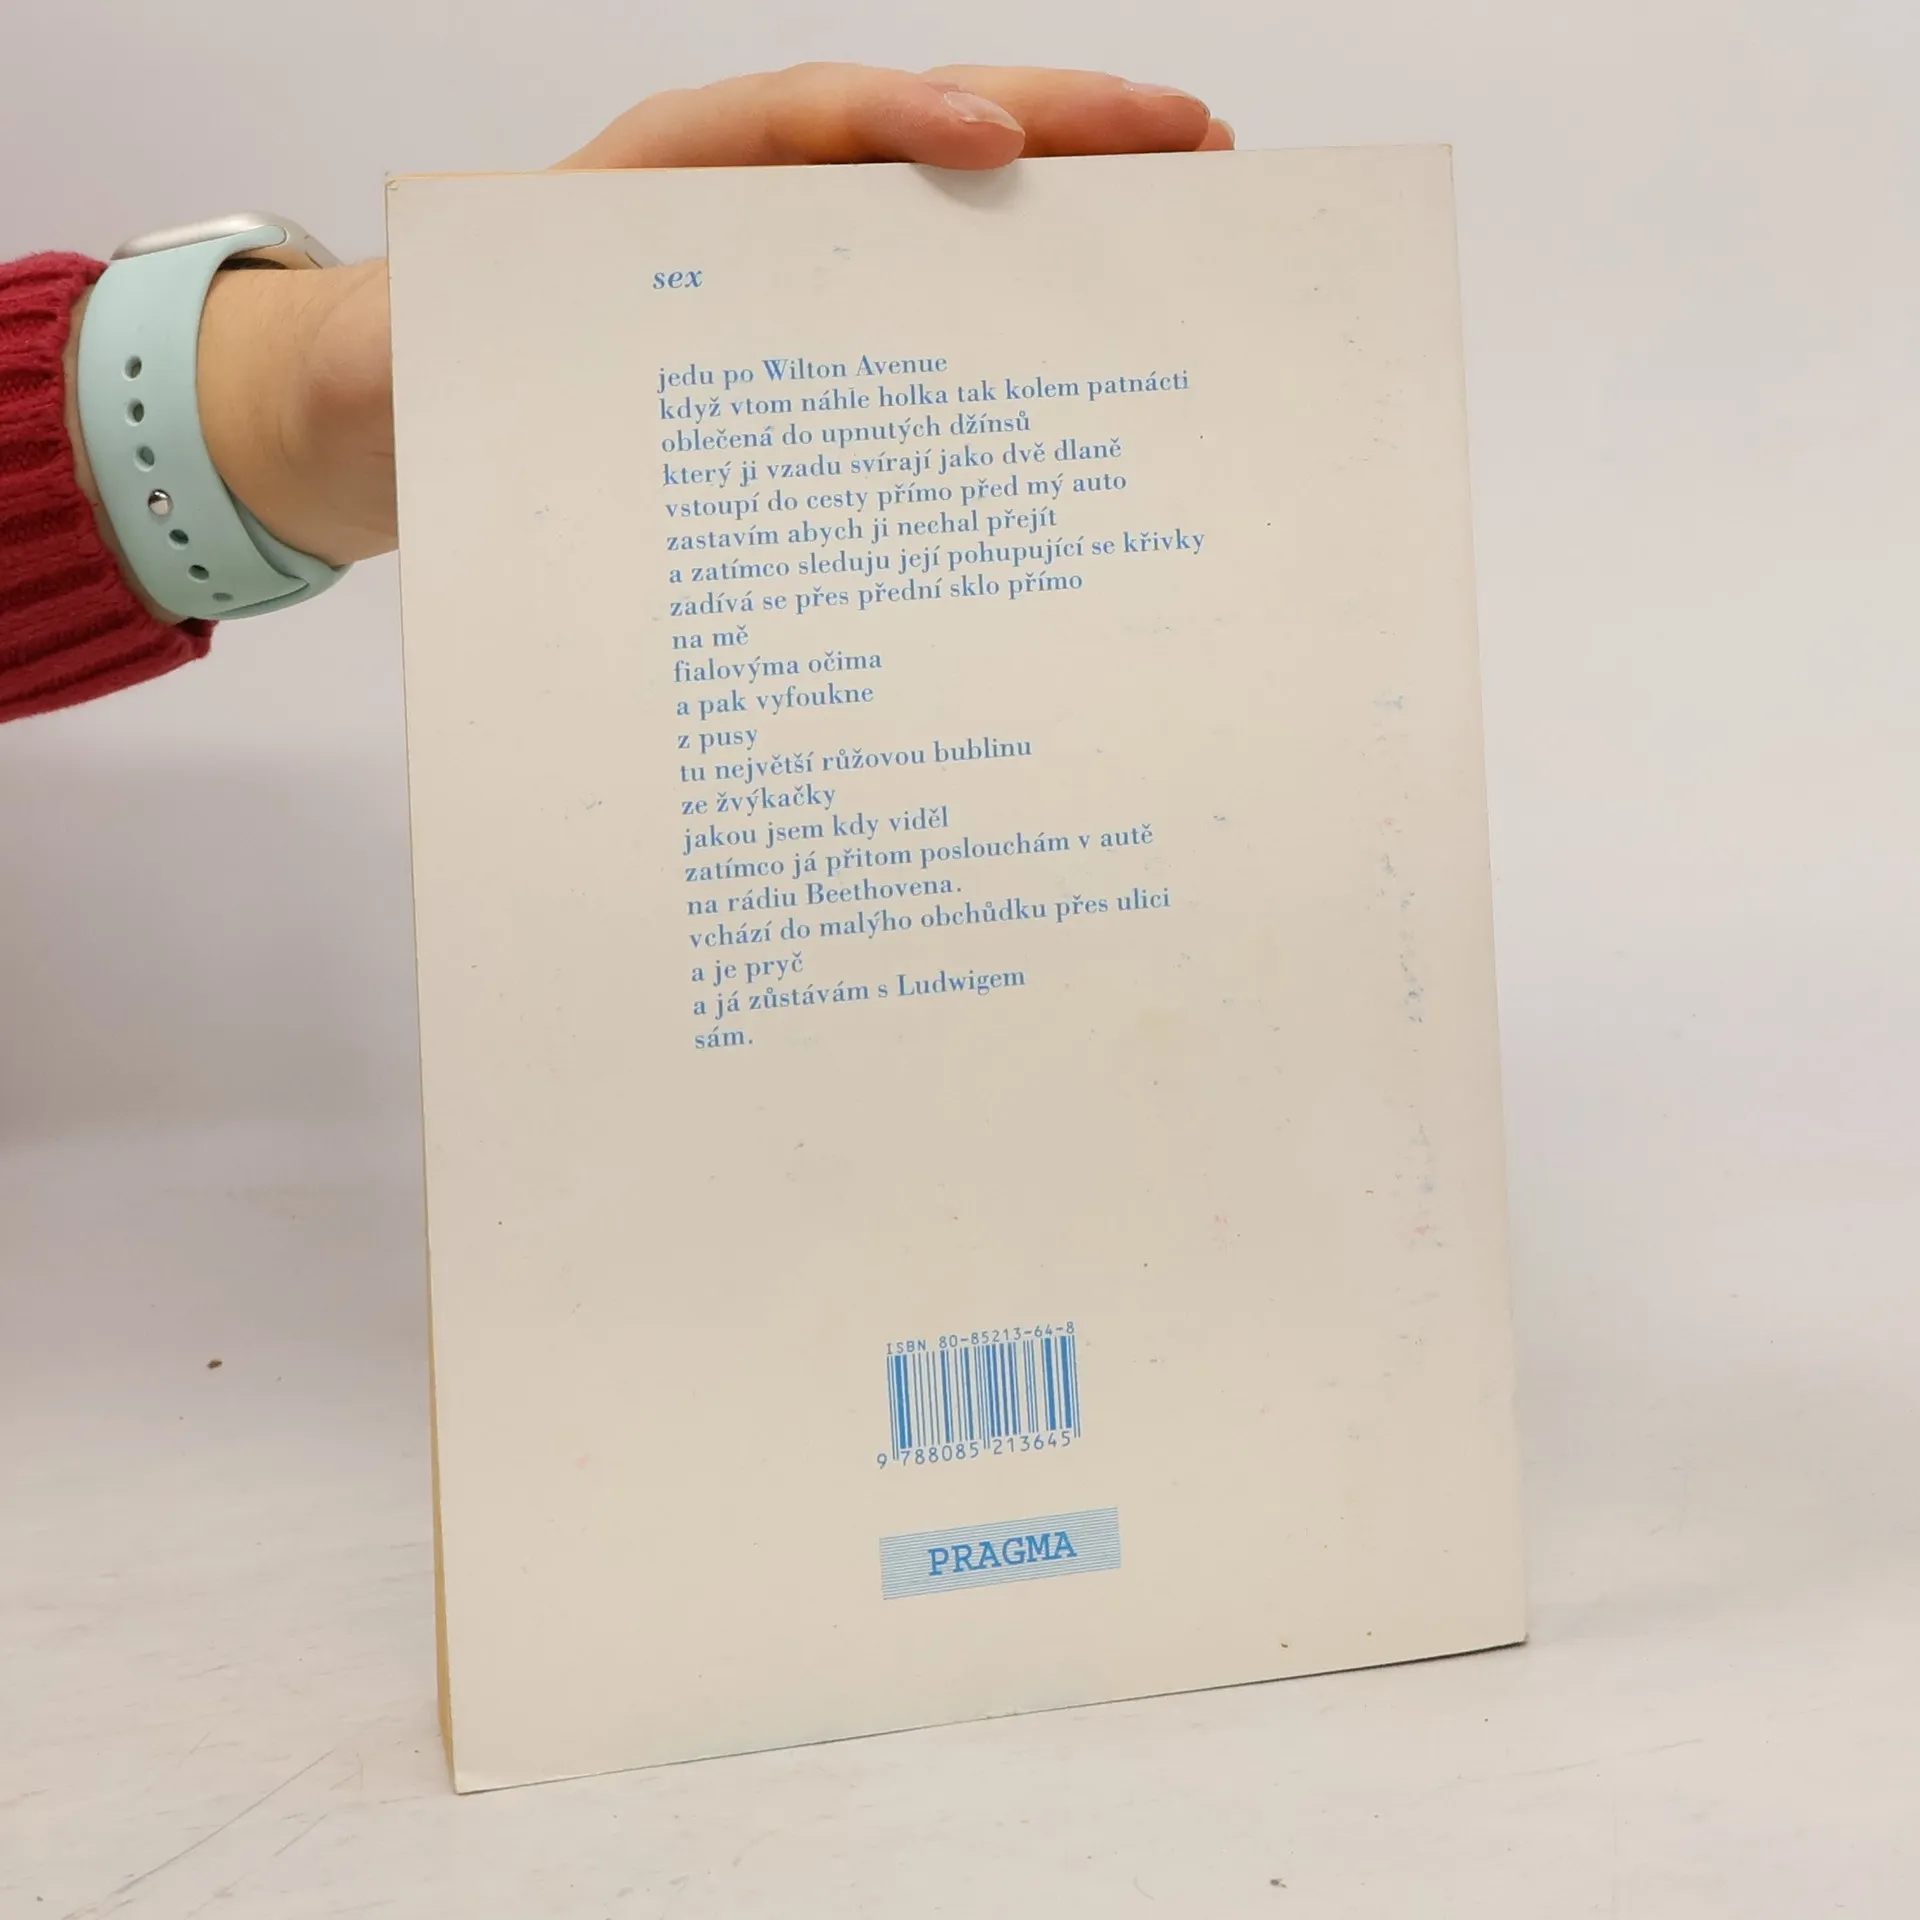 sex
jedu po Wilton Avenue
když vtom náhle holka tak kolem patnácti
oblečená do upnutých džínsů
který ji vzadu svírají jako dvě dlaně
vstoupí do cesty přímo před mý auto
zastavím abych ji nechal přejít
a zatímco sleduju její pohupující se křivky
zadívá se přes přední sklo přímo
na mě
fialovýma očima
a pak vyfoukne
z pusy
tu největší růžovou bublinu
ze žvýkačky
jakou jsem kdy viděl
zatímco já přitom poslouchám v autě
na rádiu Beethovena.
vchází do malýho obchůdku přes ulici
a je pryč
a já zůstávám s Ludwigem
sám.
ISBN 80-85213-64-8
9 788085 213645
PRAGMA